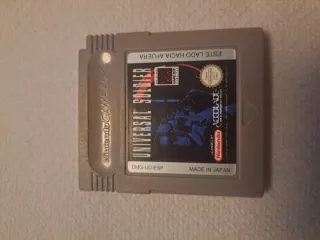 Nintendo GAME BOY
ESTE LADO HACIA AFUERA
UNIVERSAL SOLDIER
Nintendo
DMG-UO-ESP
MADE IN JAPAN